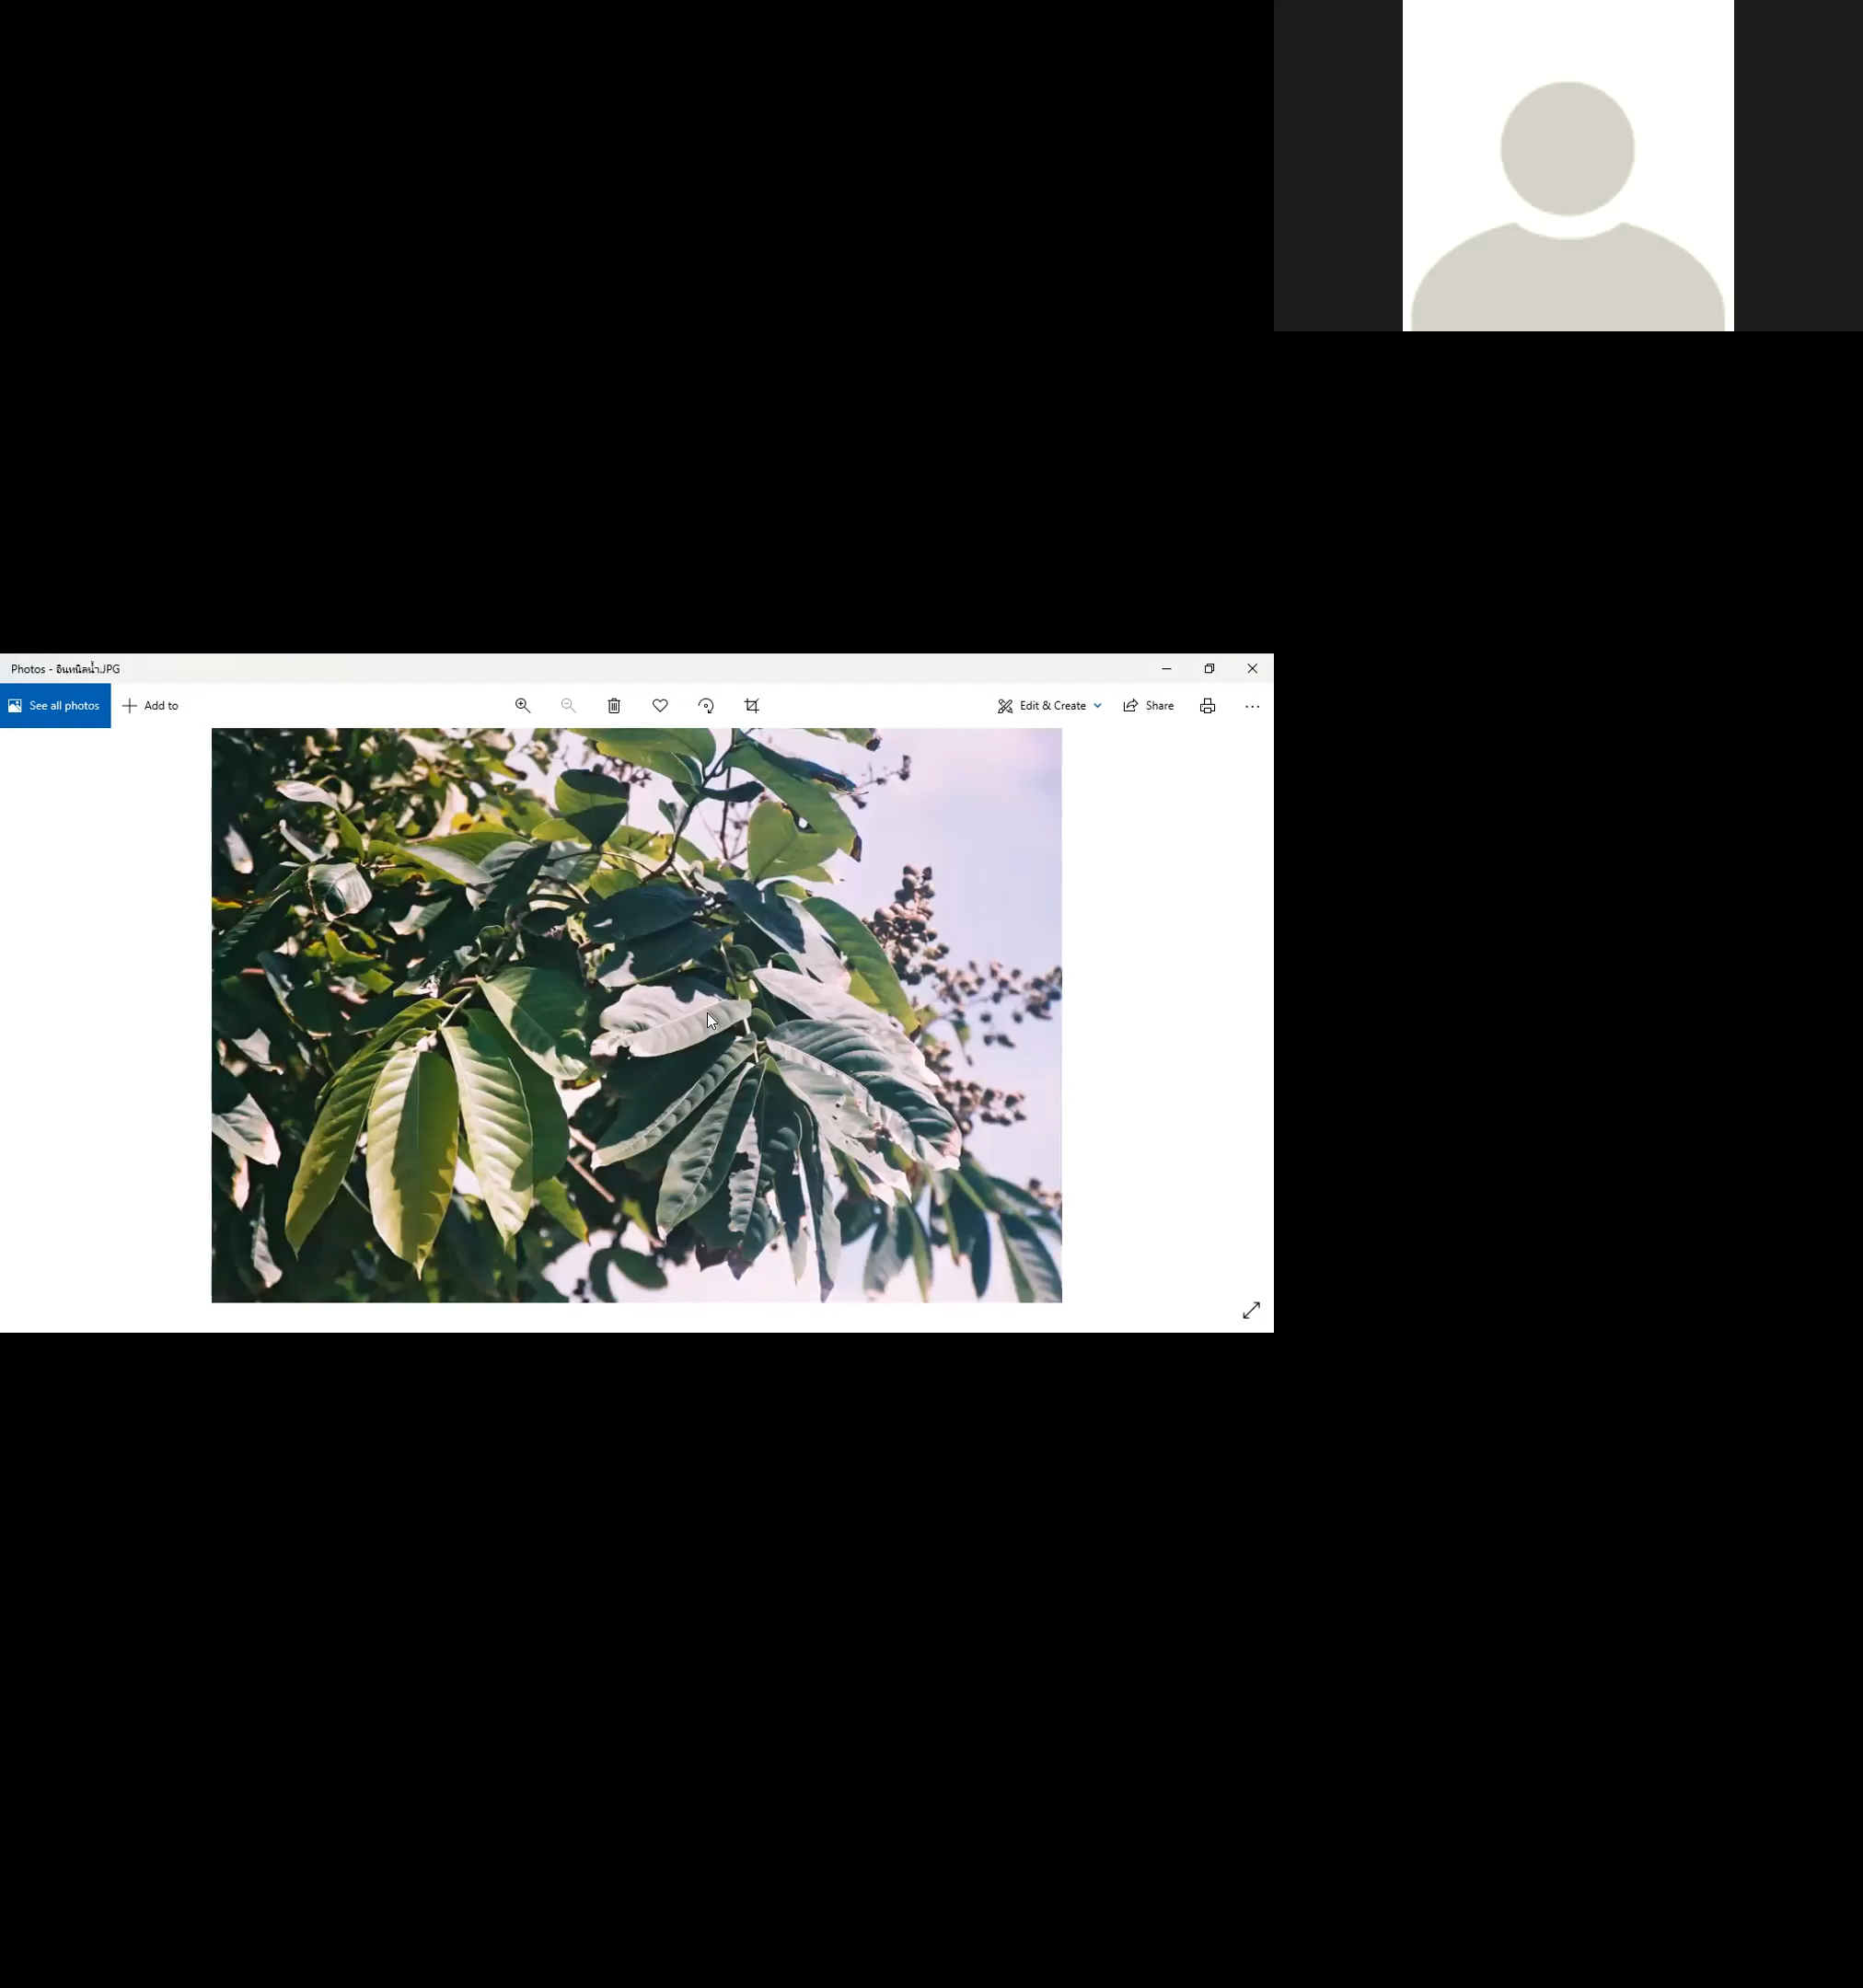 Photos - อินทนิลน้ำ.JPG
See all photos
Add to
Edit & Create
Share